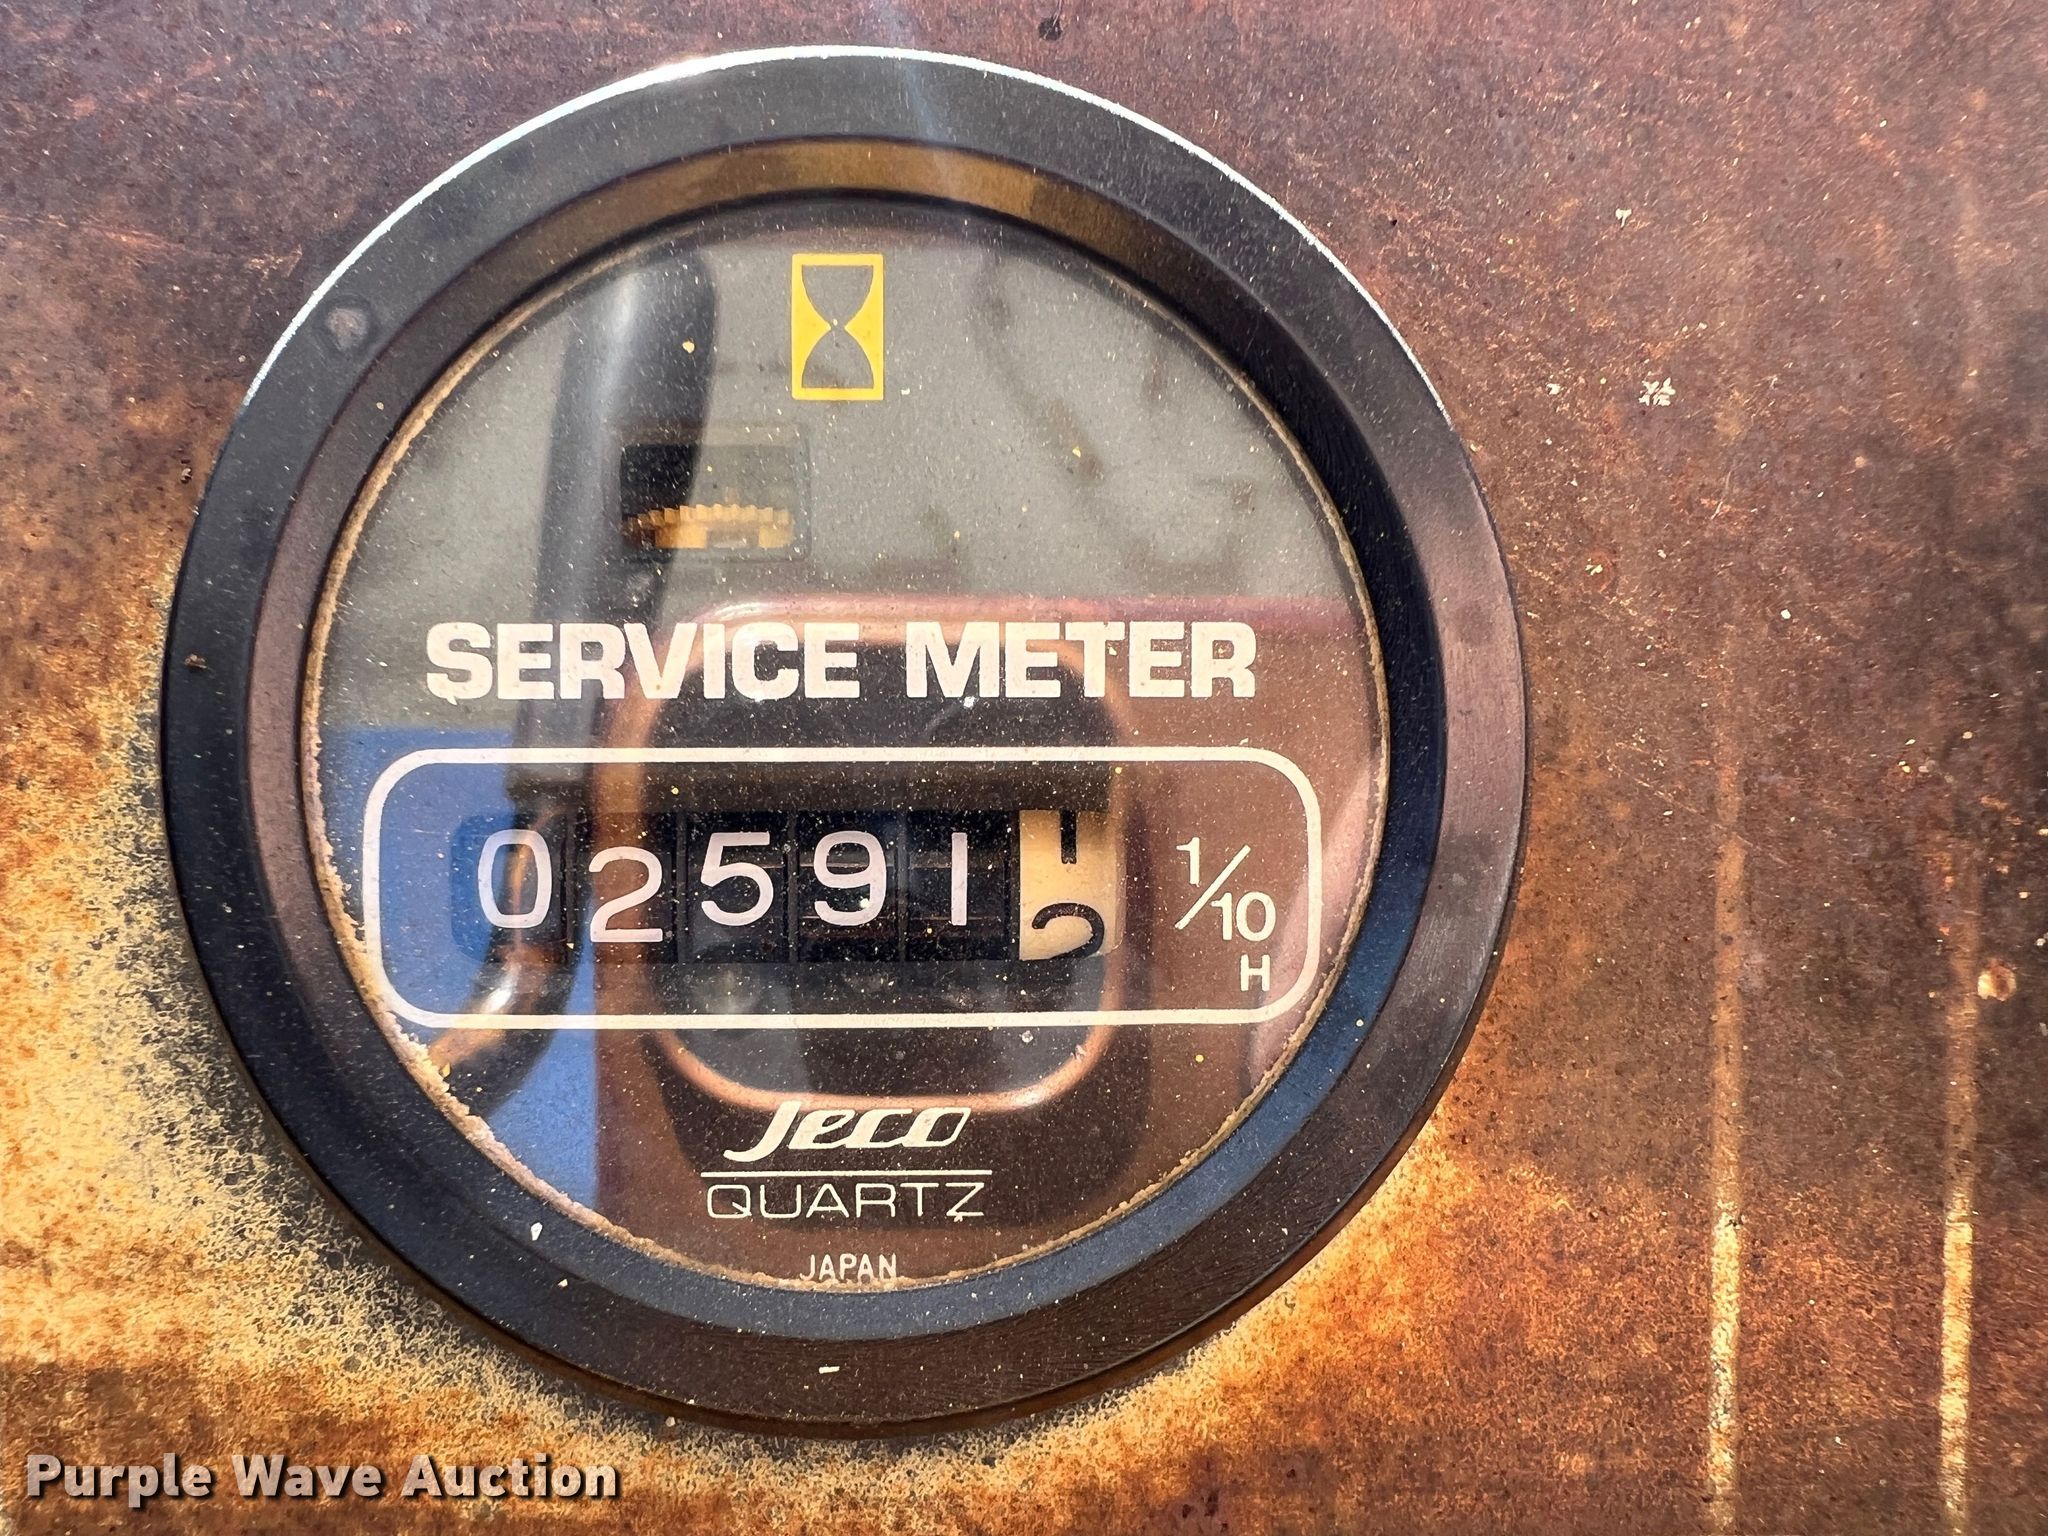 SERVICE METER
02591
1/10
H
Jeco
QUARTZ
JAPAN
Purple Wave Auction